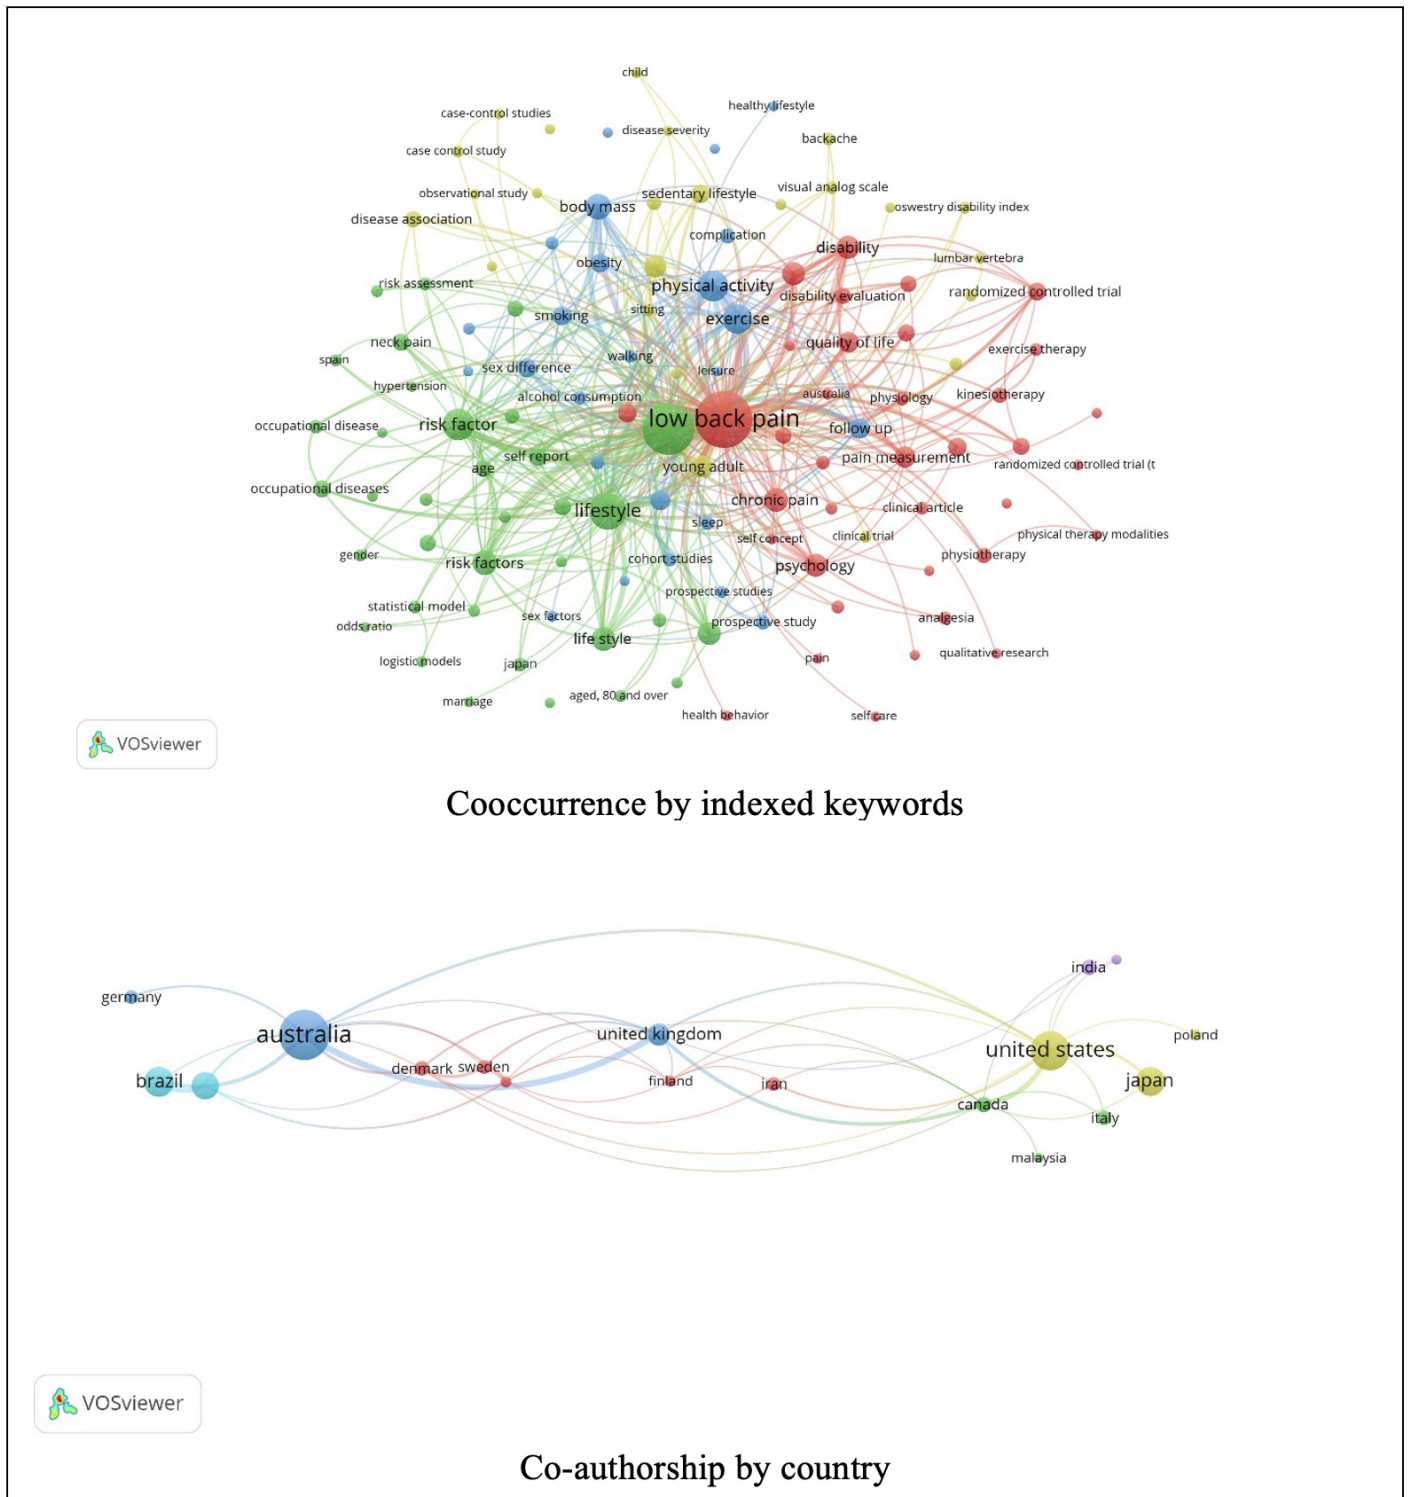 child
case-control studies
healthy lifestyle
disease severity
backache
case control study
observational study
sedentary lifestyle
visual analog scale
body mass
oswestry disability index
disease association
complication
disability
obesity
lumbar vertebra
risk assessment
physical activity
disability evaluation
randomized controlled trial
sitting
smoking
exercise
neck pain
quality of life
exercise therapy
spain
walking
sex difference
leisure
hypertension
alcohol consumption
australia
physiology
kinesiotherapy
low back pain
occupational disease
risk factor
follow up
self report
pain measurement
age
young adult
randomized controlled trial (t
occupational diseases
chronic pain
lifestyle
clinical article
sleep
self concept
clinical trial
physical therapy modalities
gender
cohort studies
physiotherapy
risk factors
psychology
prospective studies
statistical model
sex factors
prospective study
analgesia
odds ratio
life style
qualitative research
logistic models
japan
pain
marriage
aged, 80 and over
health behavior
self care
VOSviewer
Cooccurrence by indexed keywords
india
germany
australia
united kingdom
poland
united states
denmark
sweden
brazil
finland
iran
japan
canada
italy
malaysia
VOSviewer
Co-authorship by country